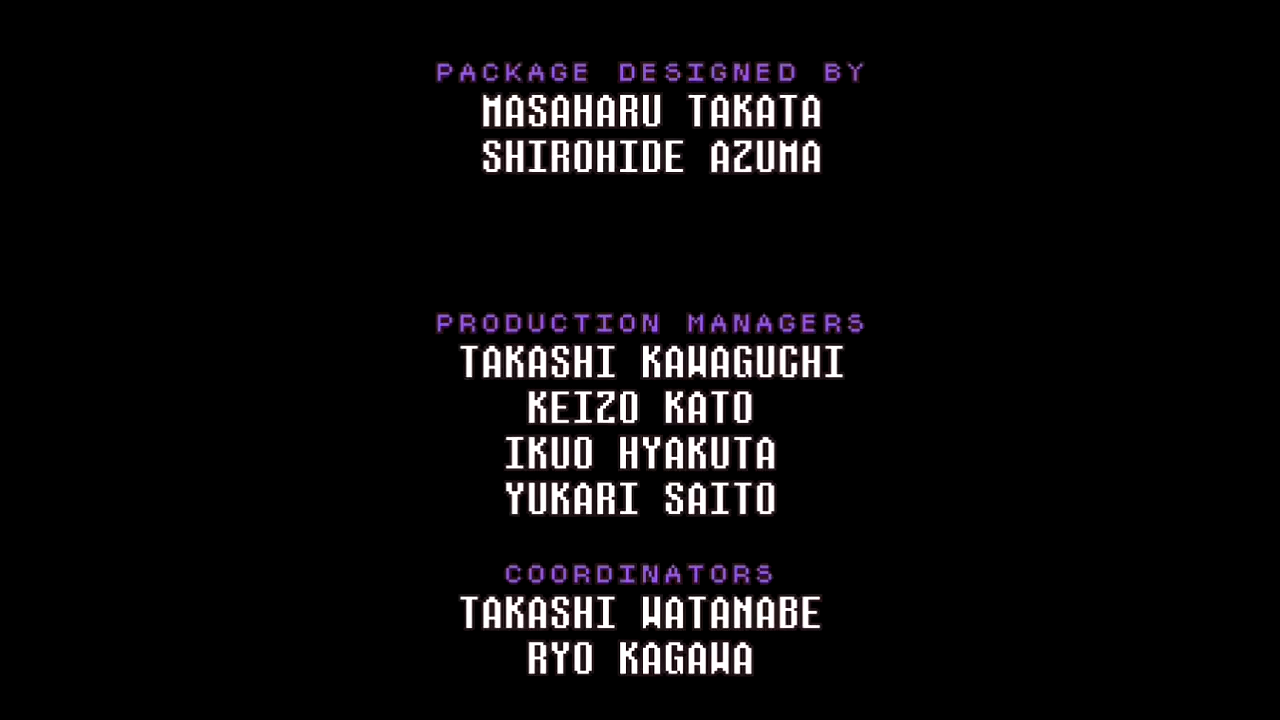 PACKAGE DESIGNED BY
MASAHARU TAKATA
SHIROHIDE AZUMA
PRODUCTION MANAGERS
TAKASHI KAWAGUCHI
KEIZO KATO
IKUO HYAKUTA
YUKARI SAITO
COORDINATORS
TAKASHI WATANABE
RYO KAGAWA